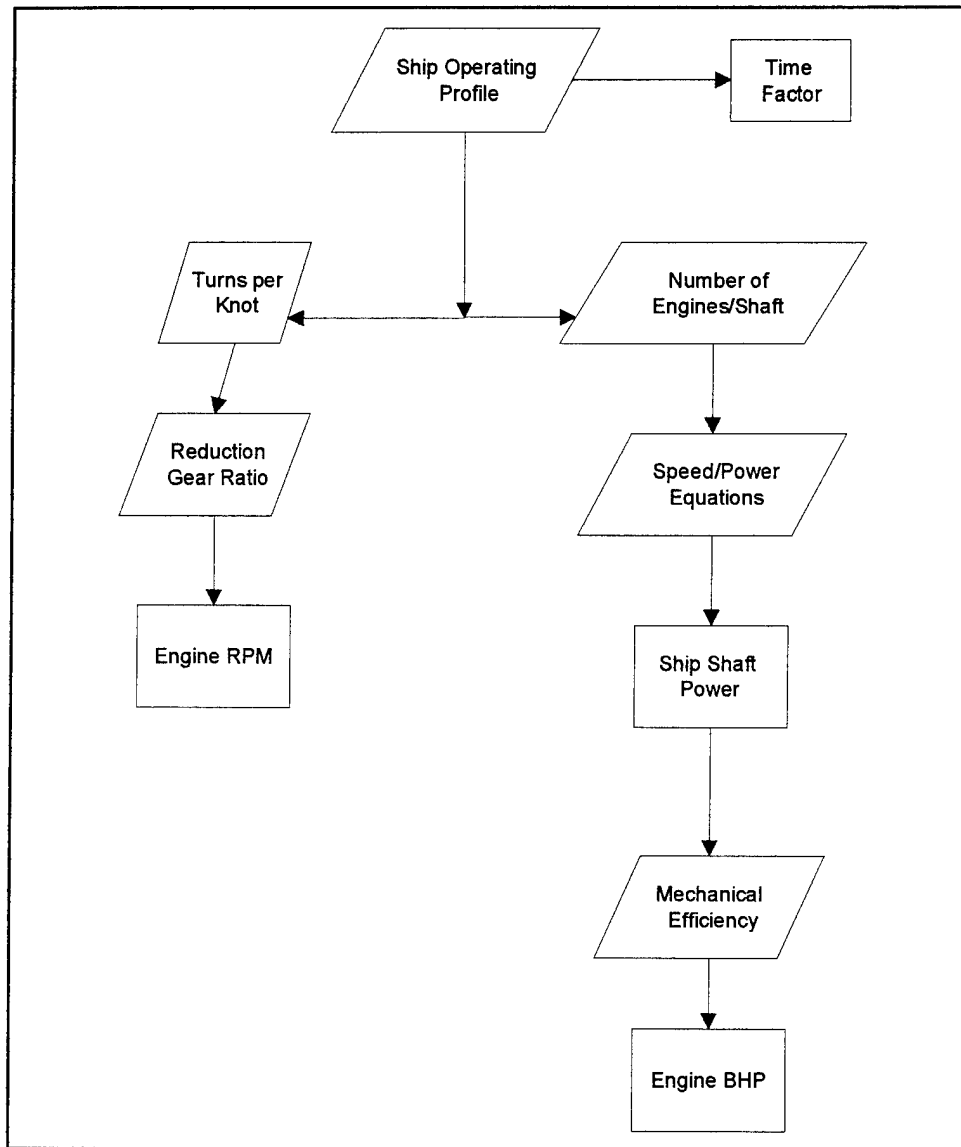 Ship Operating
Profile
Time
Factor
Turns per
Knot
Number of
Engines/Shaft
Reduction
Gear Ratio
Speed/Power
Equations
Engine RPM
Ship Shaft
Power
Mechanical
Efficiency
Engine BHP